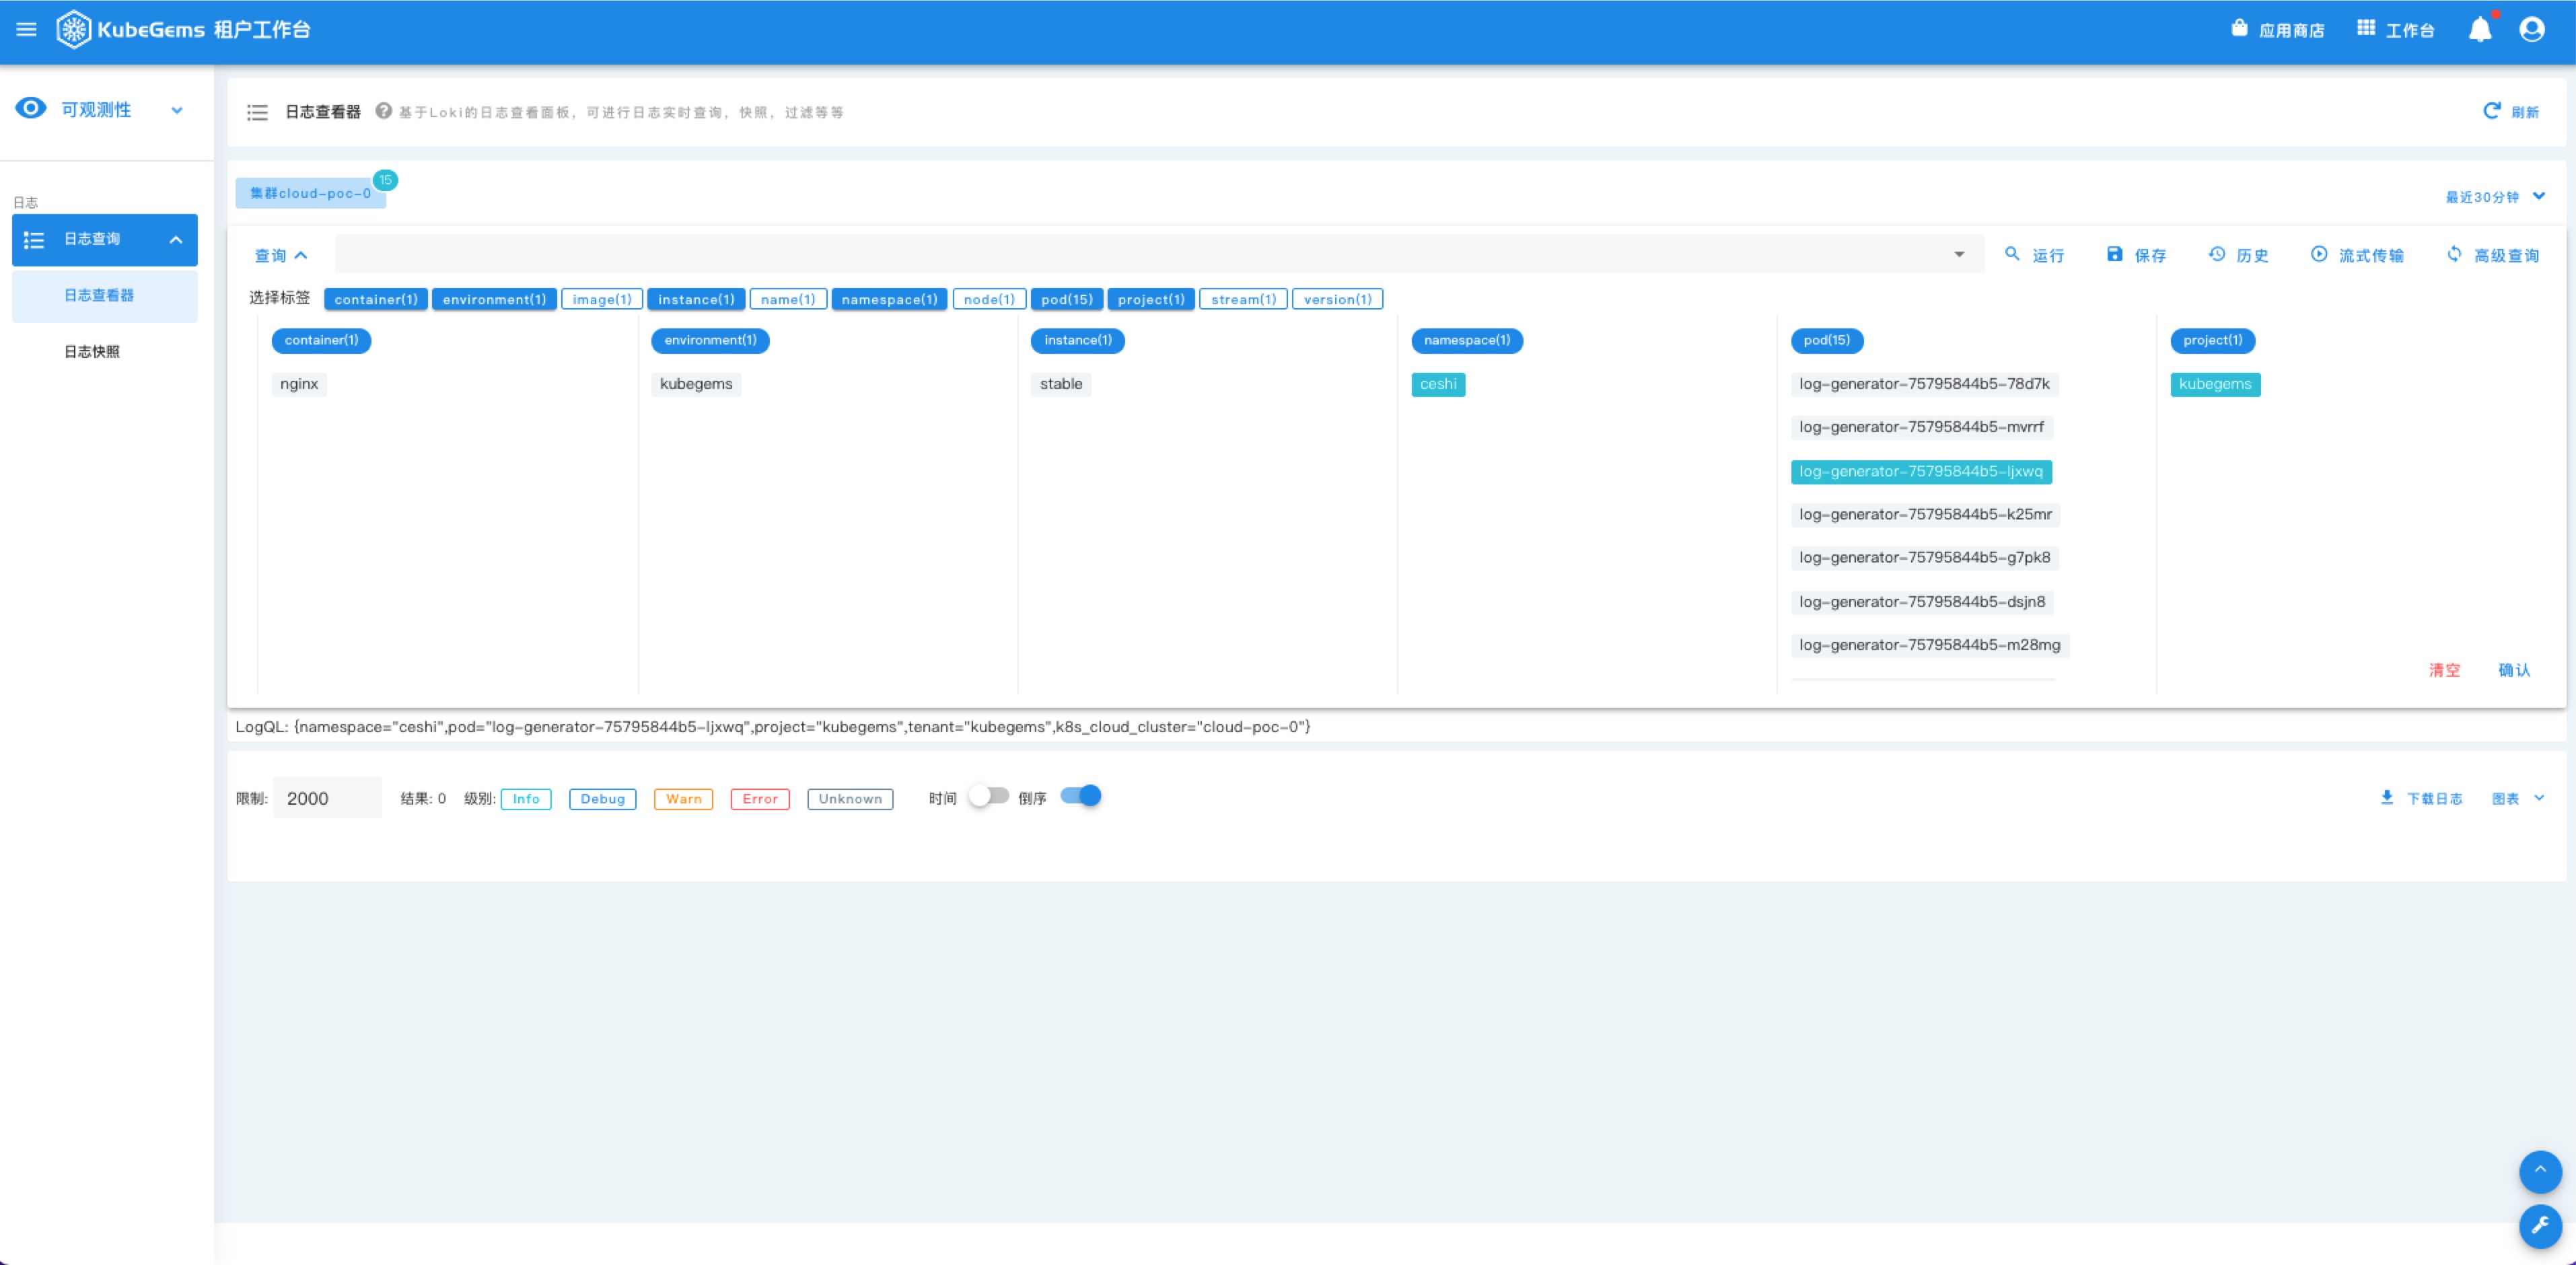 KubeGems 租户工作台
应用商店
工作台
可观测性
日志查看器
基于Loki的日志查看面板，可进行日志实时查询，快照，过滤等等
刷新
日志
日志查询
日志查看器
日志快照
集群cloud-poc-0
15
最近30分钟
查询
运行
保存
历史
流式传输
高级查询
选择标签
container(1)
environment(1)
image(1)
instance(1)
name(1)
namespace(1)
node(1)
pod(15)
project(1)
stream(1)
version(1)
container(1)
nginx
environment(1)
kubegems
instance(1)
stable
namespace(1)
ceshi
pod(15)
log-generator-75795844b5-78d7k
log-generator-75795844b5-mvrrf
log-generator-75795844b5-ljxwq
log-generator-75795844b5-k25mr
log-generator-75795844b5-g7pk8
log-generator-75795844b5-dsjn8
log-generator-75795844b5-m28mg
project(1)
kubegems
清空
确认
LogQL: {namespace="ceshi",pod="log-generator-75795844b5-ljxwq",project="kubegems",tenant="kubegems",k8s_cloud_cluster="cloud-poc-0"}
限制:
2000
结果: 0
级别:
Info
Debug
Warn
Error
Unknown
时间
倒序
下载日志
图表